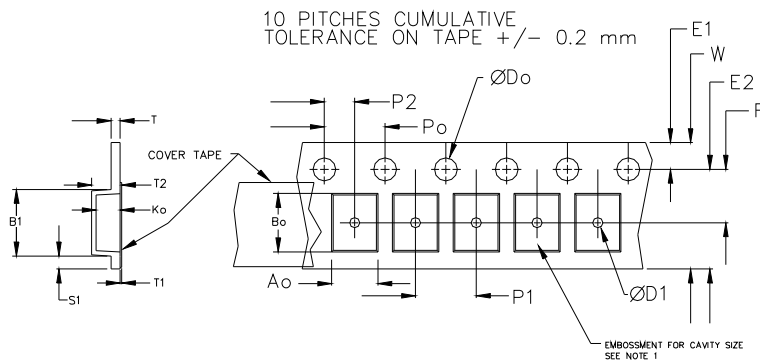 10 PITCHES CUMULATIVE
TOLERANCE ON TAPE +/- 0.2 mm
E1
W
ØDo
E2
P2
F
Po
T
COVER TAPE
T2
B1
Ko
Bo
Ao
P1
ØD1
S1
T1
EMBOSSMENT FOR CAVITY SIZE
SEE NOTE 1